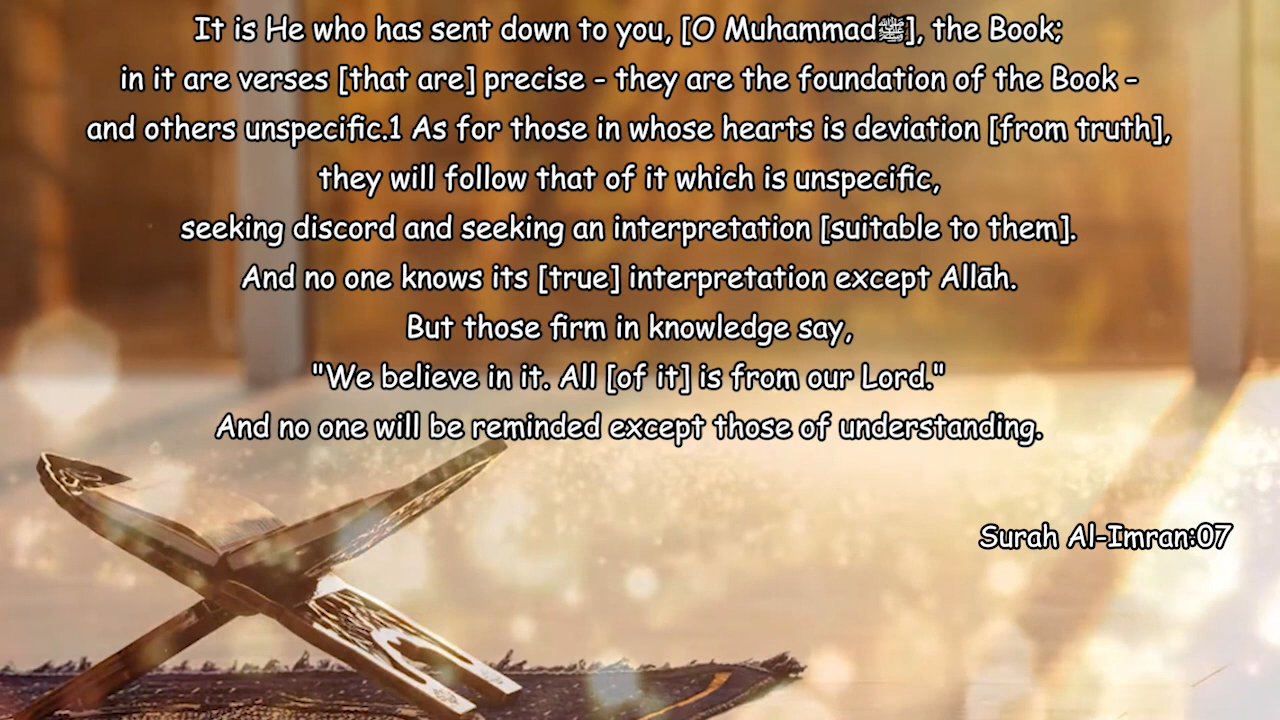 It is He who has sent down to you, [O Muhammadﷺ], the Book;
in it are verses [that are] precise – they are the foundation of the Book –
and others unspecific.1 As for those in whose hearts is deviation [from truth],
they will follow that of it which is unspecific,
seeking discord and seeking an interpretation [suitable to them].
And no one knows its [true] interpretation except Allāh.
But those firm in knowledge say,
"We believe in it. All [of it] is from our Lord."
And no one will be reminded except those of understanding.
Surah Al-Imran:07